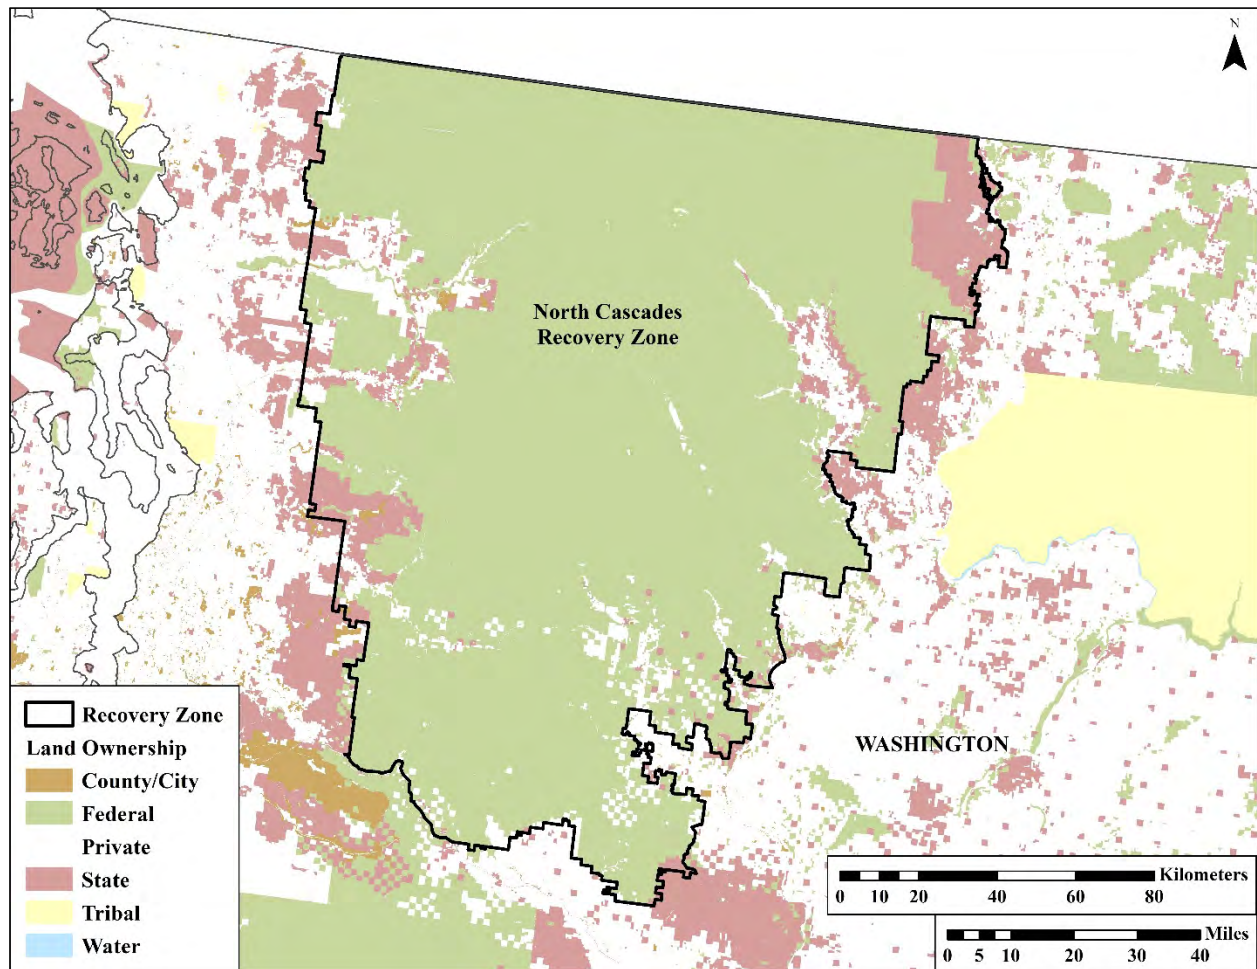 N
North Cascades
Recovery Zone
WASHINGTON
Recovery Zone
Land Ownership
County/City
Federal
Private
State
Tribal
Water
Kilometers
0 5 10 20 40 60 80
Miles
0 5 10 20 30 40